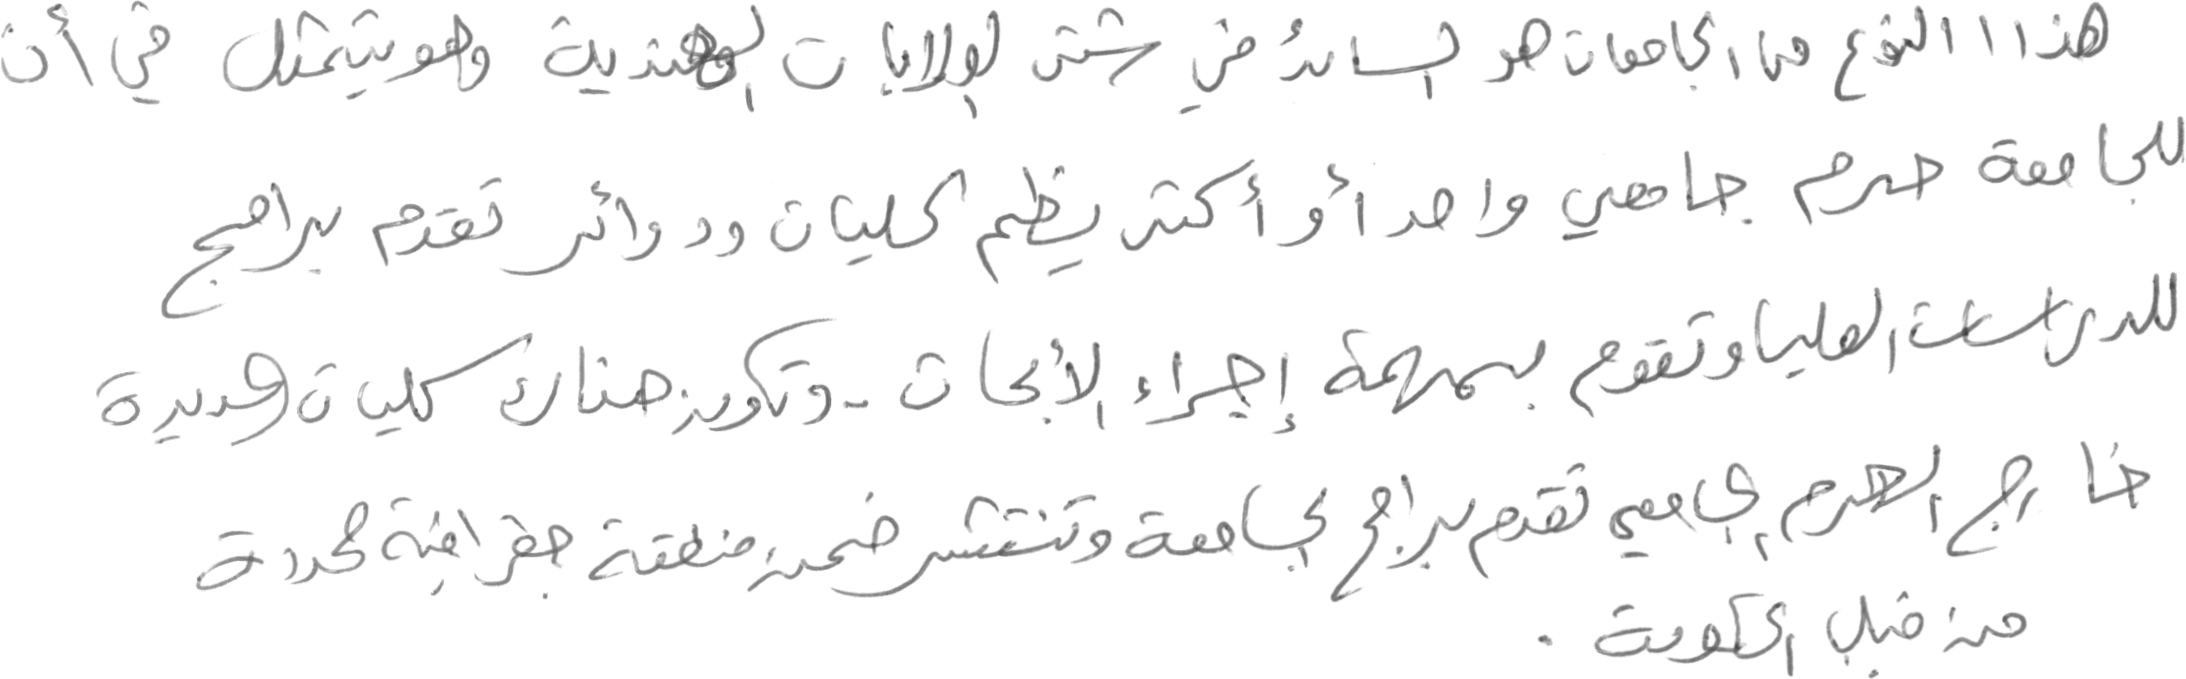 هذا النوع من الجامعات هو السائد في شتى الولايات الهندية وهو يتمثل في أن
للجامعة حرم جامعي واحد أو أكثر يظم كليات ودوائر تقدم برامج
للدراسات العليا وتقوم بمهمة إجراء الأبحاث - وتكون هناك كليات عديدة
خارج الحرم الجامعي تقدم برامج الجامعة وتنتشر ضمن منطقة جغرافية محددة
من قبل الحكومة .